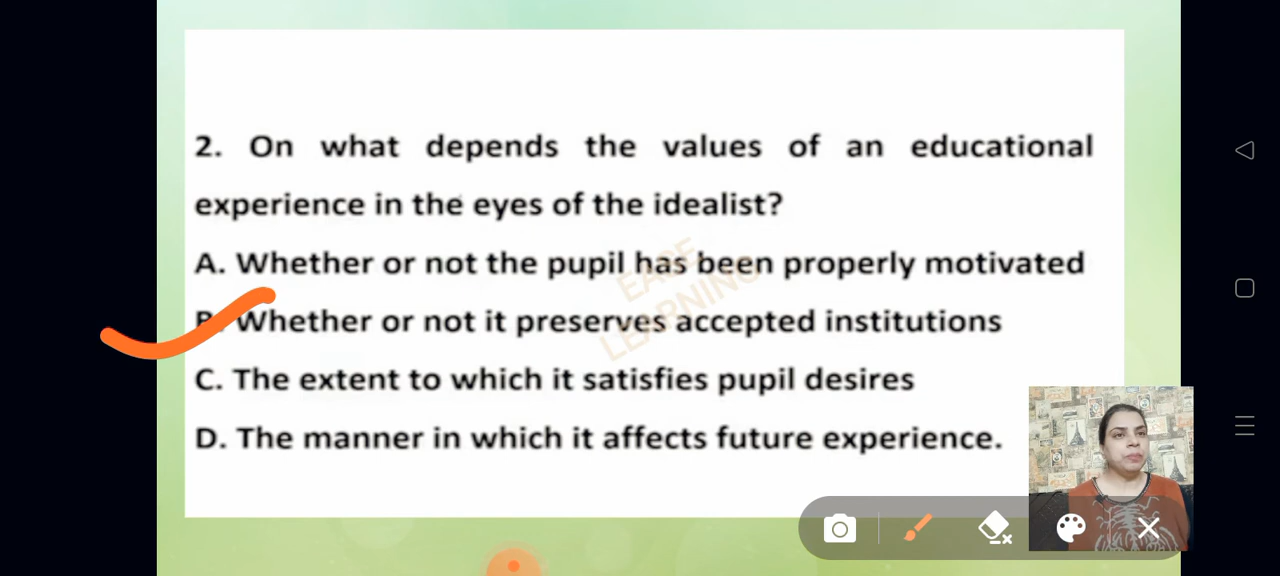 2. On what depends the values of an educational
experience in the eyes of the idealist?
A. Whether or not the pupil has been properly motivated
B. Whether or not it preserves accepted institutions
C. The extent to which it satisfies pupil desires
D. The manner in which it affects future experience.
EASE
LEARNING